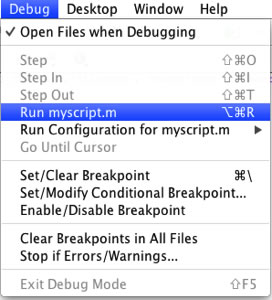 Debug Desktop Window Help
✓ Open Files when Debugging
Step ⇧⌘O
Step In ⇧⌘I
Step Out ⇧⌘T
Run myscript.m ⌥⌘R
Run Configuration for myscript.m ▶
Go Until Cursor
Set/Clear Breakpoint ⌘\
Set/Modify Conditional Breakpoint...
Enable/Disable Breakpoint
Clear Breakpoints in All Files
Stop if Errors/Warnings...
Exit Debug Mode ⇧F5